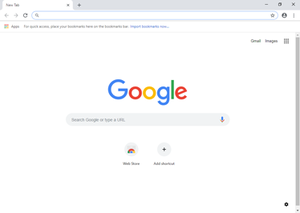 New Tab
Apps For quick access, place your bookmarks here on the bookmarks bar. Import bookmarks now...
Gmail Images
Google
Search Google or type a URL
Web Store Add shortcut